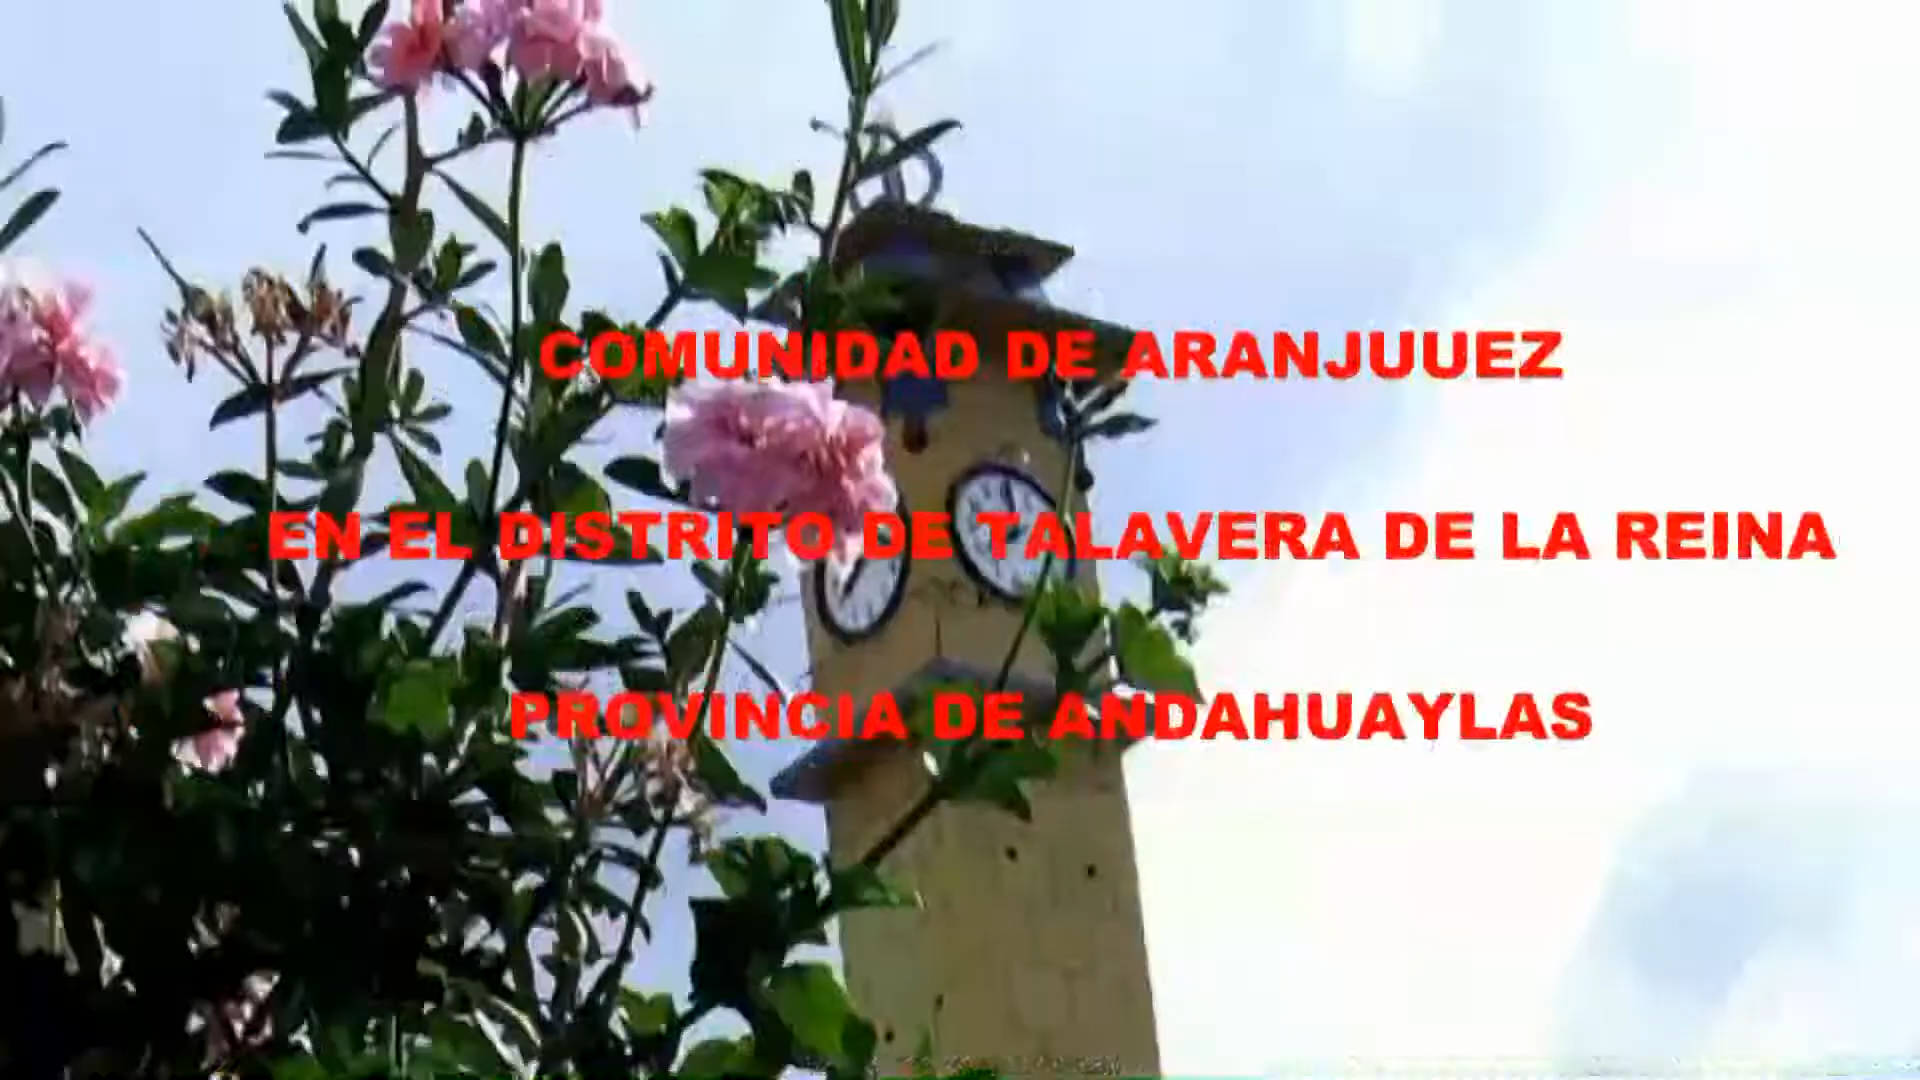 COMUNIDAD DE ARANJUUEZ
EN EL DISTRITO DE TALAVERA DE LA REINA
PROVINCIA DE ANDAHUAYLAS